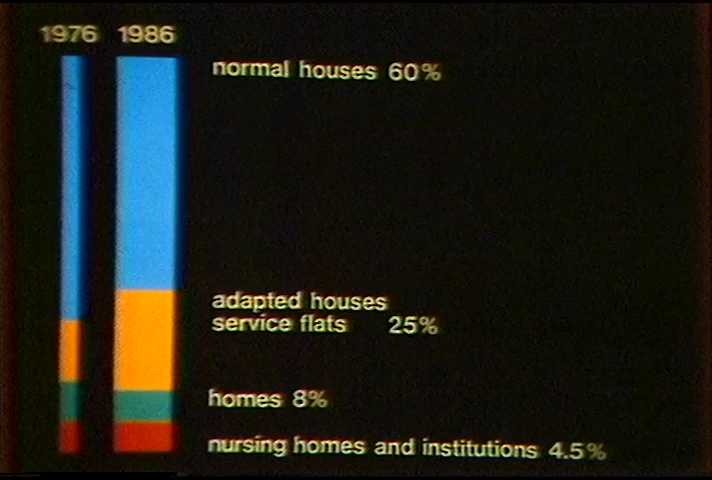 1976 1986
normal houses 60%
adapted houses
service flats 25%
homes 8%
nursing homes and institutions 4.5%